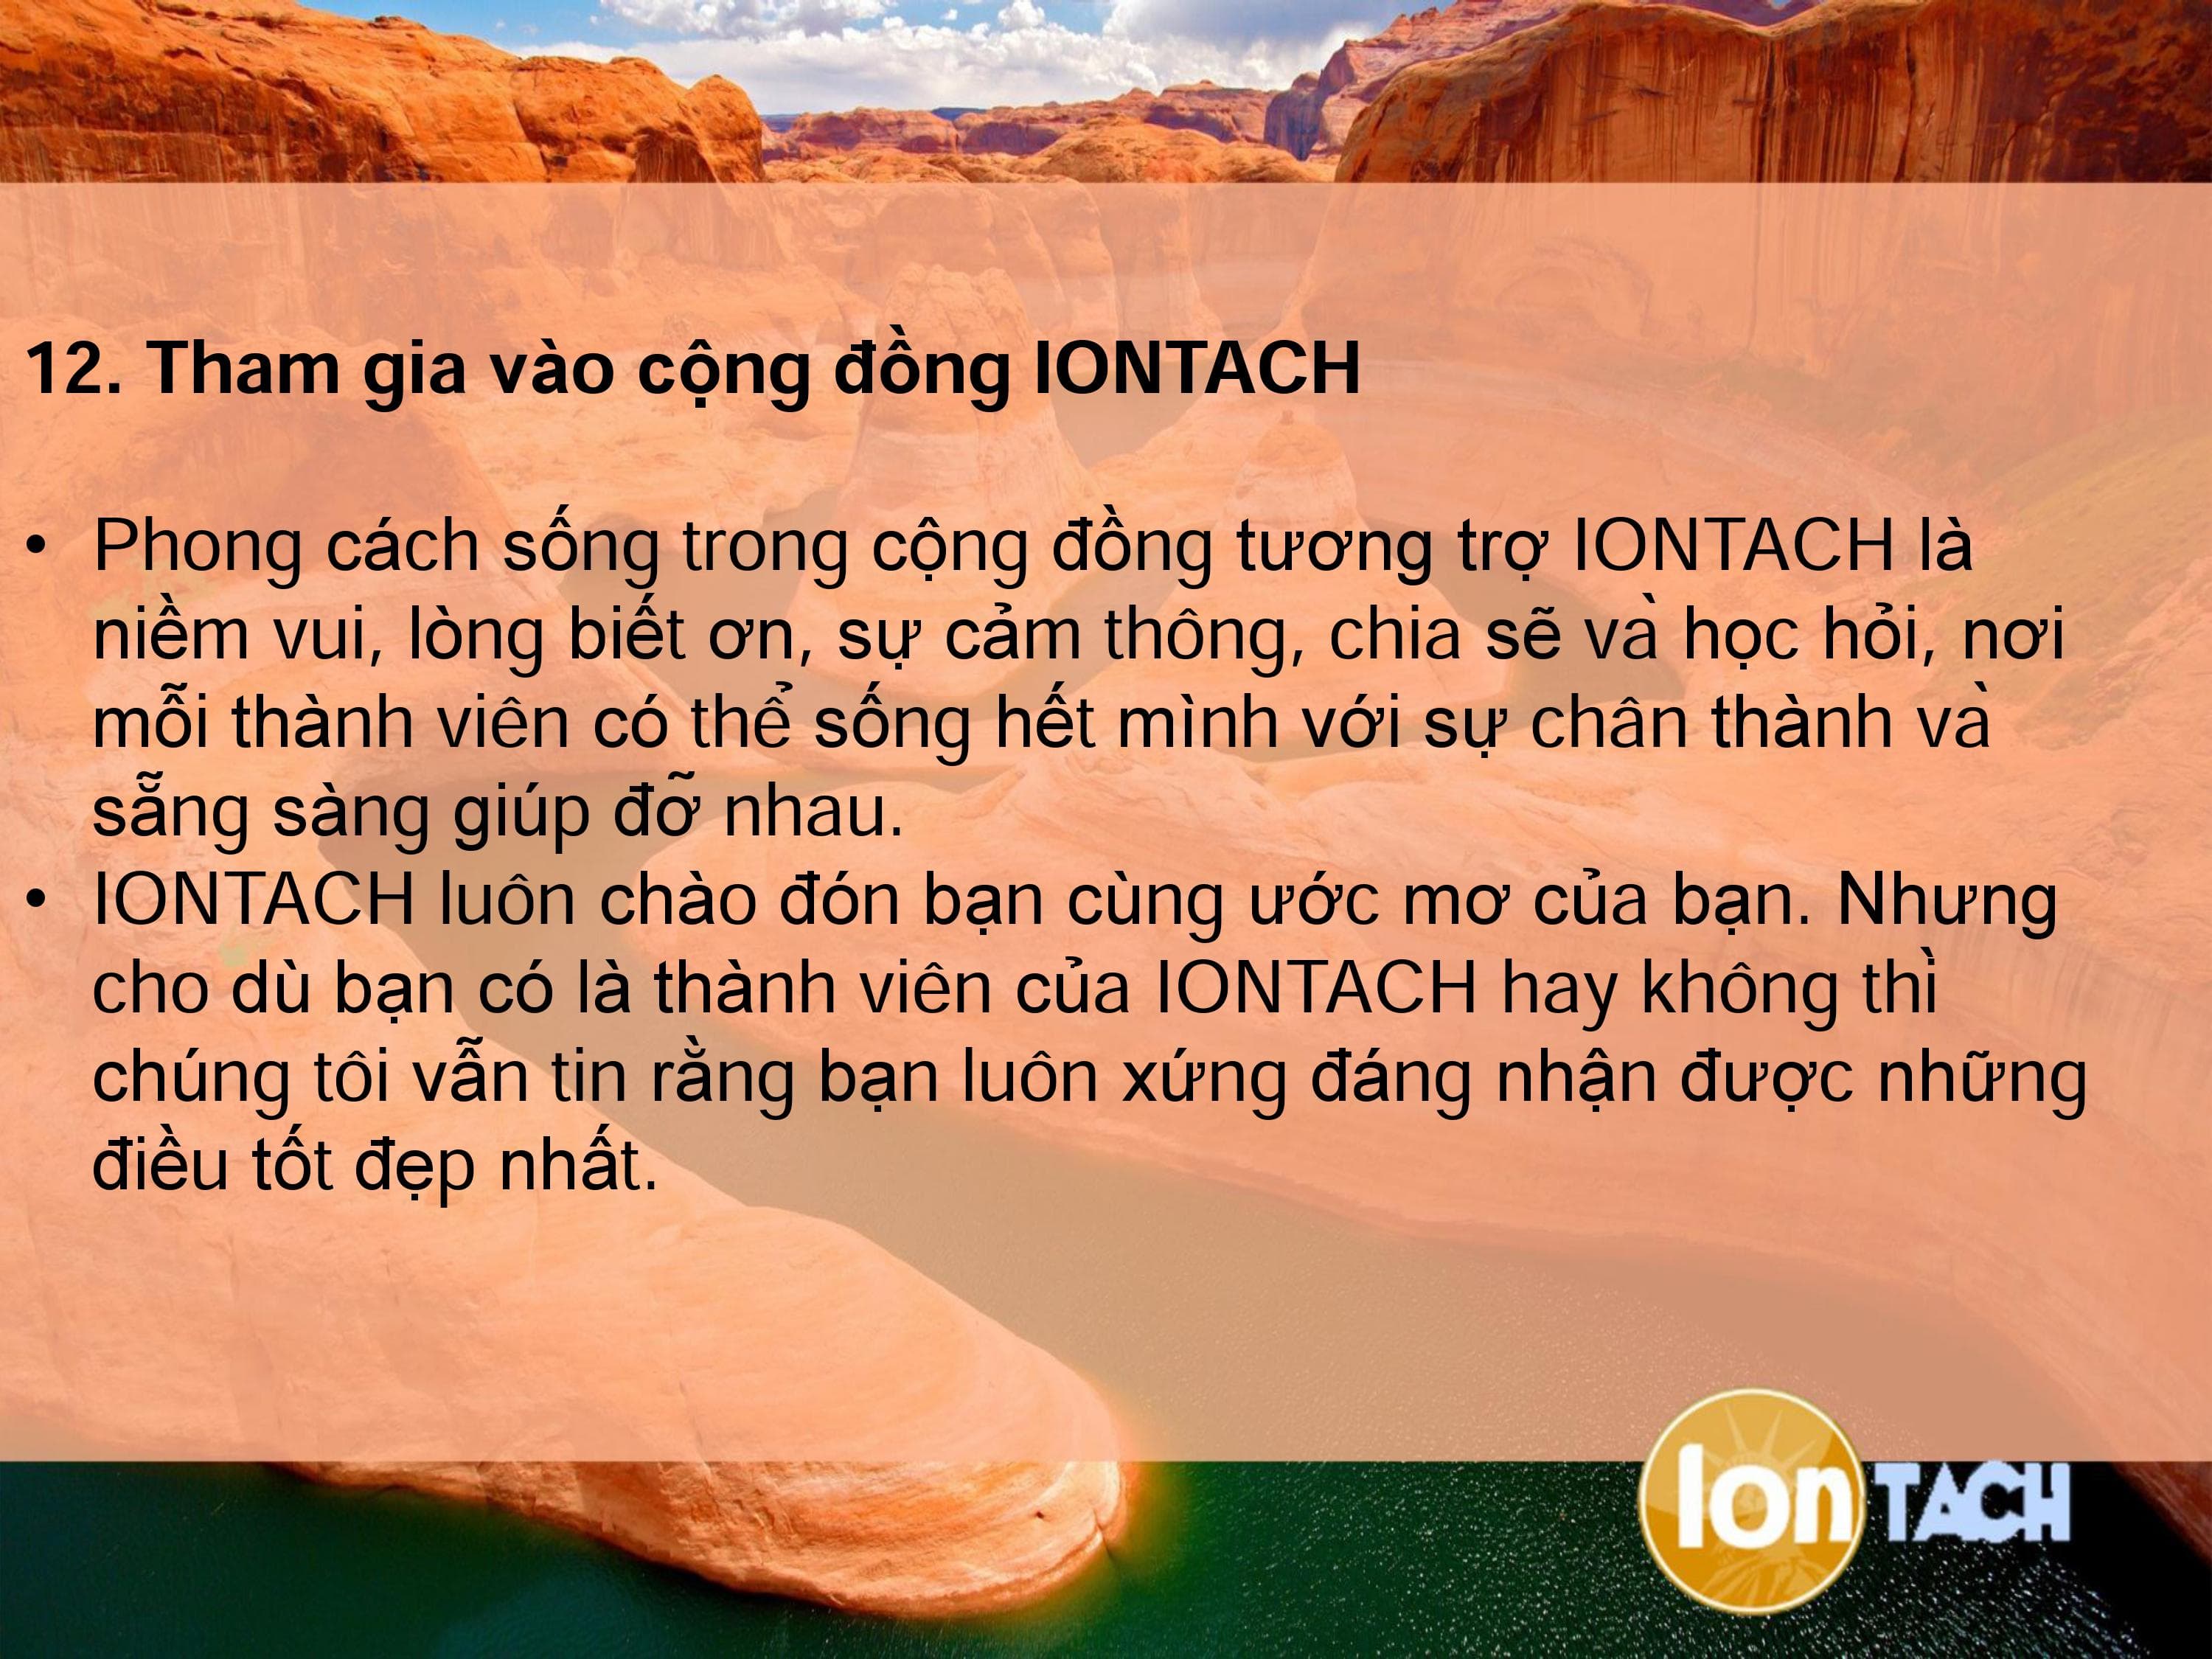 12. Tham gia vào cộng đồng IONTACH
• Phong cách sống trong cộng đồng tương trợ IONTACH là
niềm vui, lòng biết ơn, sự cảm thông, chia sẽ và học hỏi, nơi
mỗi thành viên có thể sống hết mình với sự chân thành và
sẵng sàng giúp đỡ nhau.
• IONTACH luôn chào đón bạn cùng ước mơ của bạn. Nhưng
cho dù bạn có là thành viên của IONTACH hay không thì
chúng tôi vẫn tin rằng bạn luôn xứng đáng nhận được những
điều tốt đẹp nhất.
Ion TACH